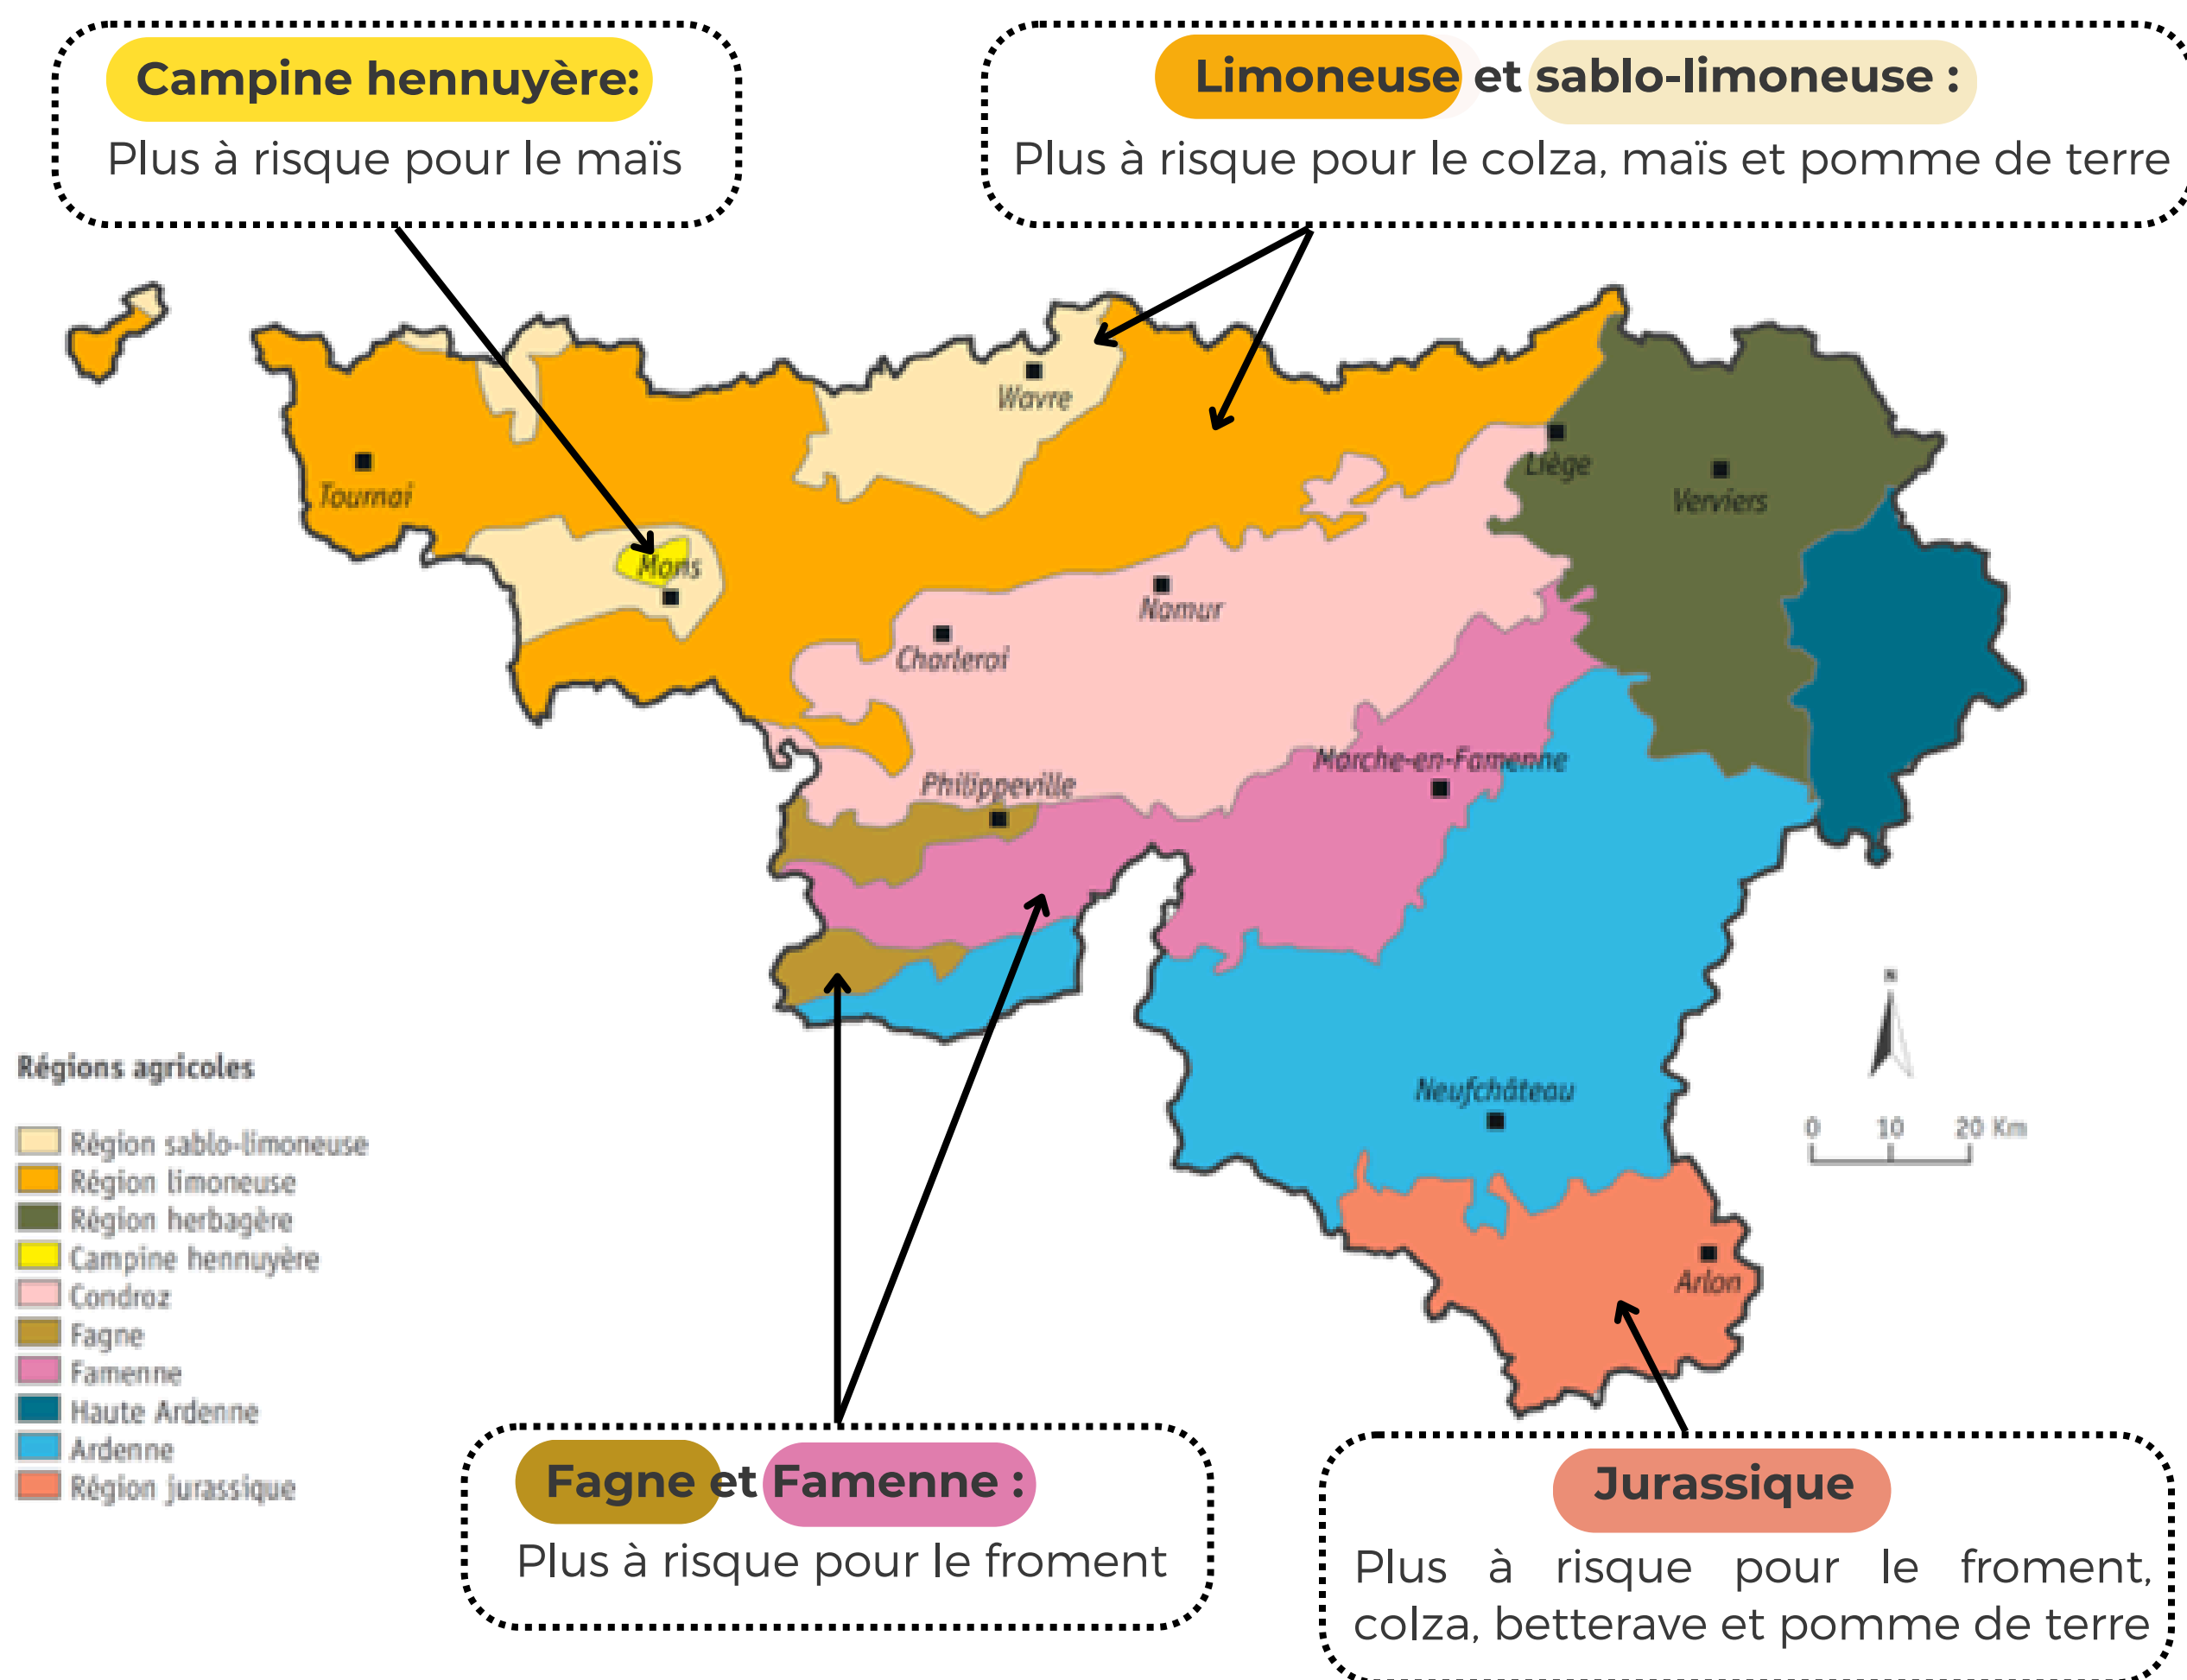 Campine hennuyère:
Plus à risque pour le maïs
Limoneuse et sablo-limoneuse :
Plus à risque pour le colza, maïs et pomme de terre
Wavre
Liège
Tournai
Verviers
Mons
Namur
Charleroi
Marche-en-Famenne
Philippeville
N
Régions agricoles
Neufchâteau
0 10 20 Km
Région sablo-limoneuse
Région limoneuse
Région herbagère
Campine hennuyère
Condroz
Fagne
Famenne
Haute Ardenne
Ardenne
Région jurassique
Arlon
Fagne et Famenne :
Plus à risque pour le froment
Jurassique
Plus à risque pour le froment,
colza, betterave et pomme de terre